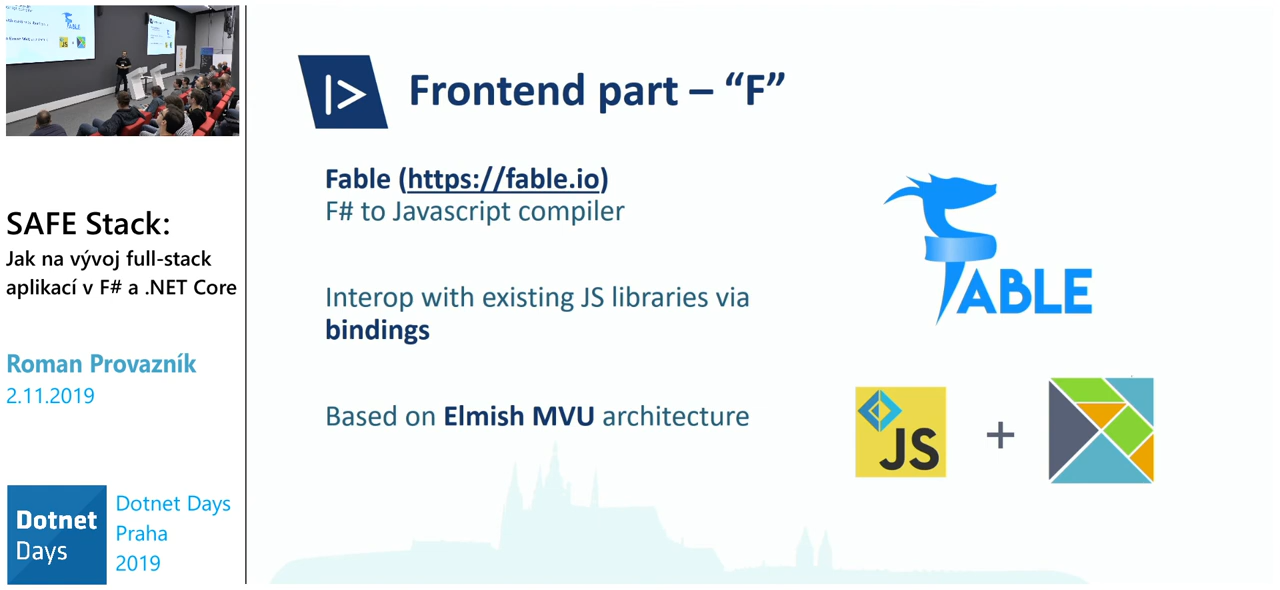 SAFE Stack:
Jak na vývoj full-stack
aplikací v F# a .NET Core
Roman Provazník
2.11.2019
Dotnet
Days
Dotnet Days
Praha
2019
Frontend part – “F”
Fable (https://fable.io)
F# to Javascript compiler
Interop with existing JS libraries via
bindings
Based on Elmish MVU architecture
FABLE
JS
+